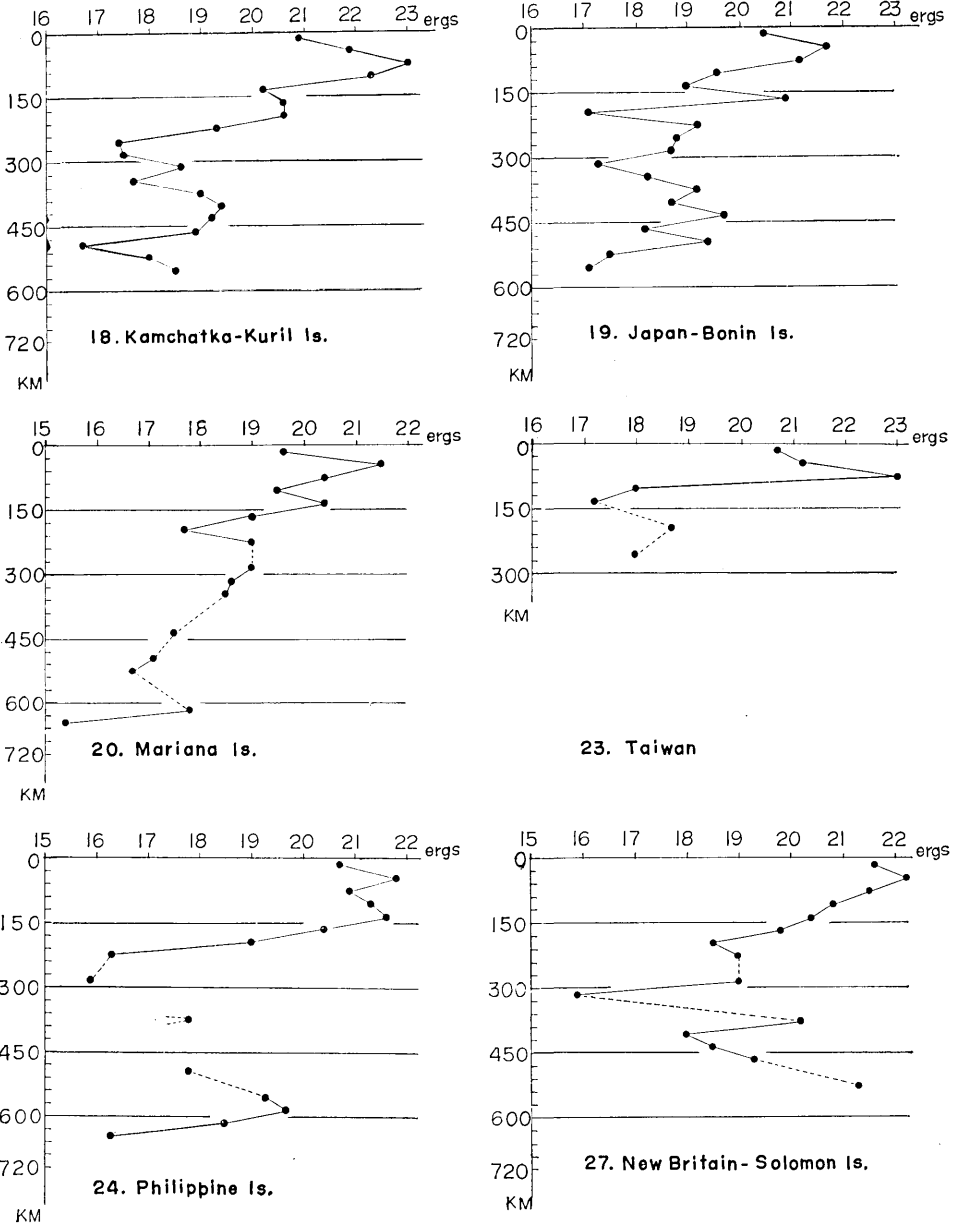 16 17 18 19 20 21 22 23 ergs
0
150
300
450
600
720
KM
18. Kamchatka-Kuril Is.
16 17 18 19 20 21 22 23 ergs
0
150
300
450
600
720
KM
19. Japan-Bonin Is.
15 16 17 18 19 20 21 22 ergs
0
150
300
450
600
720
KM
20. Mariana Is.
16 17 18 19 20 21 22 23 ergs
0
150
300
KM
23. Taiwan
15 16 17 18 19 20 21 22 ergs
0
150
300
450
600
720
KM
24. Philippine Is.
15 16 17 18 19 20 21 22 ergs
0
150
300
450
600
720
KM
27. New Britain-Solomon Is.